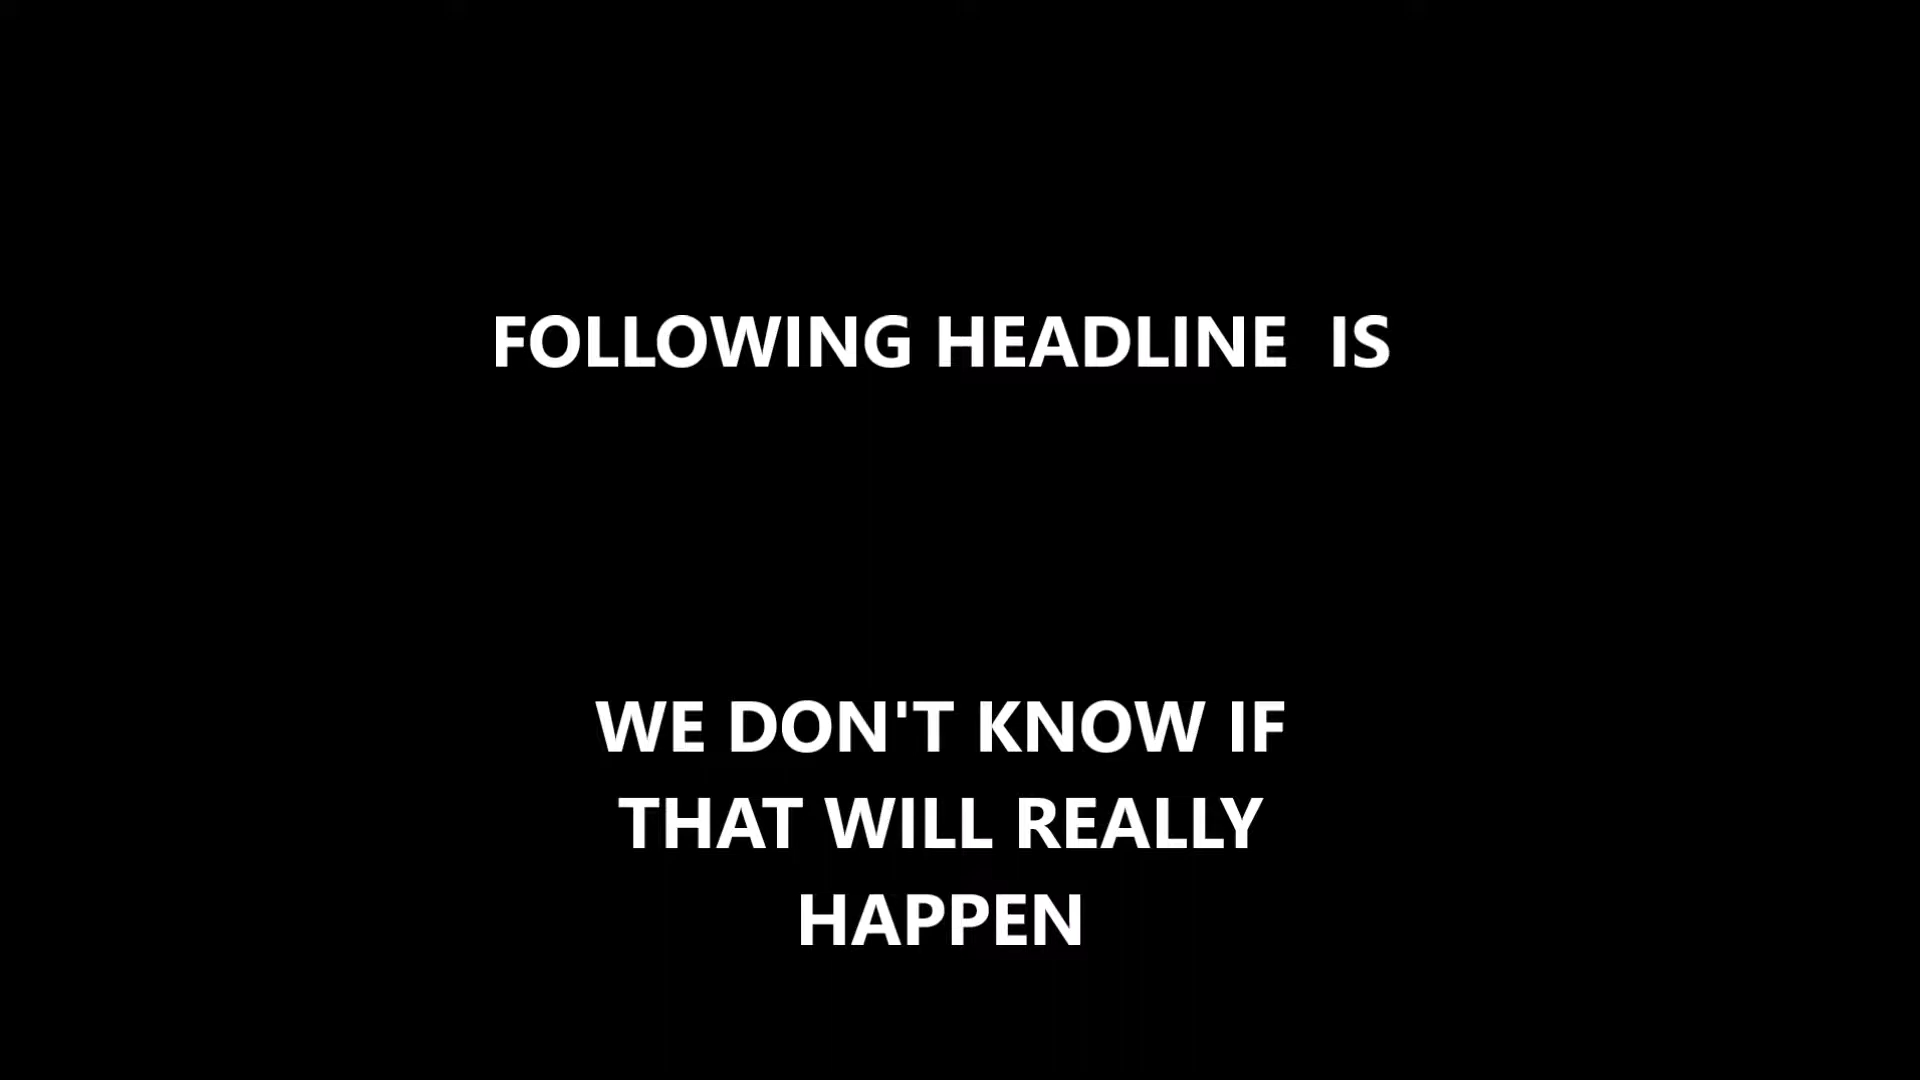 FOLLOWING HEADLINE  IS
WE DON'T KNOW IF
THAT WILL REALLY
HAPPEN